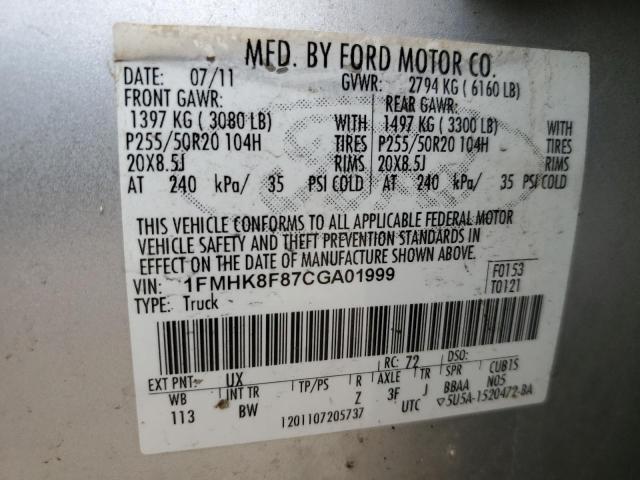 MFD. BY FORD MOTOR CO.
DATE: 07/11 GVWR: 2794 KG ( 6160 LB)
FRONT GAWR: REAR GAWR:
1397 KG ( 3080 LB) WITH 1497 KG ( 3300 LB) WITH
P255/50R20 104H TIRES P255/50R20 104H TIRES
20X8.5J RIMS 20X8.5J RIMS
AT 240 kPa/ 35 PSI COLD AT 240 kPa/ 35 PSI COLD
THIS VEHICLE CONFORMS TO ALL APPLICABLE FEDERAL MOTOR
VEHICLE SAFETY AND THEFT PREVENTION STANDARDS IN
EFFECT ON THE DATE OF MANUFACTURE SHOWN ABOVE.
VIN: 1FMHK8F87CGA01999 F0153
TYPE: Truck T0121
EXT PNT: UX RC: 72 DSO:
WB INT TR TP/PS R AXLE TR SPR CUB1S
113 BW Z 3F J BBAA N05
1201107205737 UTC ▽5U5A-1520472-BA